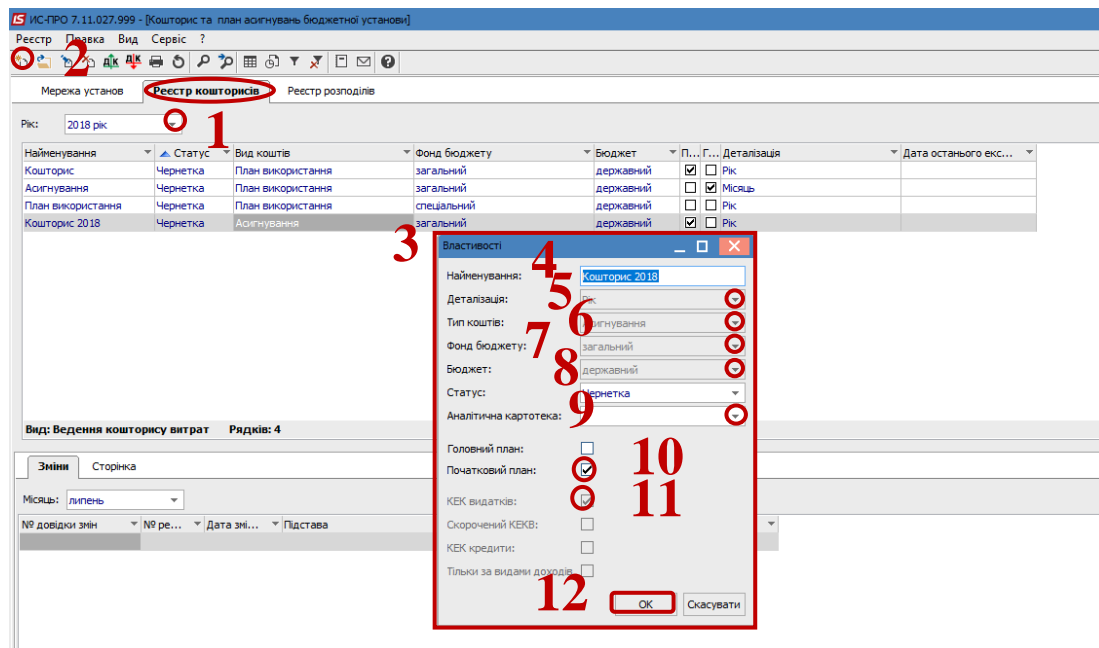 ИС-ПРО 7.11.027.999 - [Кошторис та план асигнувань бюджетної установи]
Реєстр Правка Вид Сервіс ?
2
Мережа установ Реєстр кошторисів Реєстр розподілів
1
Рік: 2018 рік
Найменування Статус Вид коштів Фонд бюджету Бюджет П... Г... Деталізація Дата останього екс...
Кошторис Чернетка План використання загальний державний Рік
Асигнування Чернетка План використання загальний державний Місяць
План використання Чернетка План використання спеціальний державний Рік
Кошторис 2018 Чернетка Асигнування загальний державний Рік
3
Властивості
4
Найменування: Кошторис 2018
5
Деталізація: Рік
6
Тип коштів: Асигнування
7
Фонд бюджету: загальний
8
Бюджет: державний
Статус: Чернетка
9
Аналітична картотека:
Головний план:
10
Початковий план:
11
КЕК видатків:
Скорочений КЕКВ:
КЕК кредити:
Тільки за видами доходів
12
ОК Скасувати
Вид: Ведення кошторису витрат Рядків: 4
Зміни Сторінка
Місяць: липень
№ довідки змін № ре... Дата змі... Підстава